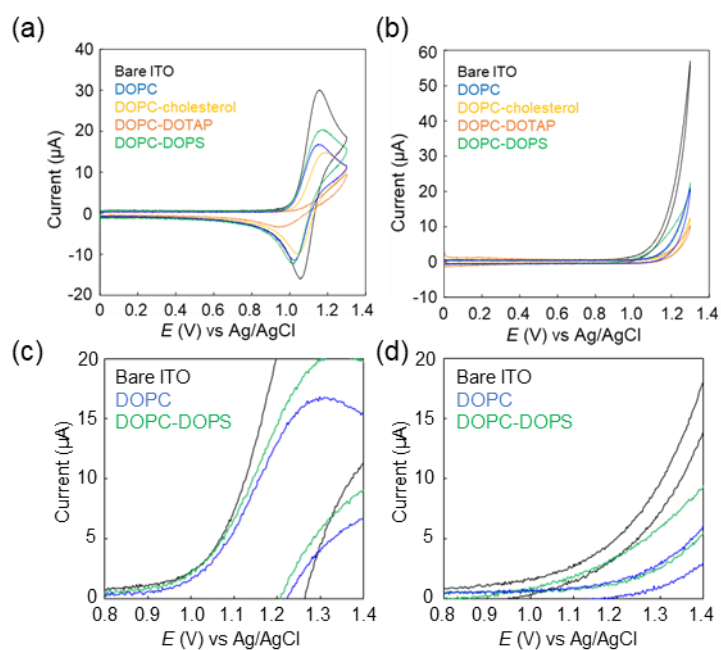 (a)
40
30
20
10
0
-10
-20
Current (μA)
Bare ITO
DOPC
DOPC-cholesterol
DOPC-DOTAP
DOPC-DOPS
0 0.2 0.4 0.6 0.8 1.0 1.2 1.4
E (V) vs Ag/AgCl
(b)
60
50
40
30
20
10
0
-10
Current (μA)
Bare ITO
DOPC
DOPC-cholesterol
DOPC-DOTAP
DOPC-DOPS
0 0.2 0.4 0.6 0.8 1.0 1.2 1.4
E (V) vs Ag/AgCl
(c)
20
15
10
5
0
Current (μA)
Bare ITO
DOPC
DOPC-DOPS
0.8 0.9 1.0 1.1 1.2 1.3 1.4
E (V) vs Ag/AgCl
(d)
20
15
10
5
0
Current (μA)
Bare ITO
DOPC
DOPC-DOPS
0.8 0.9 1.0 1.1 1.2 1.3 1.4
E (V) vs Ag/AgCl